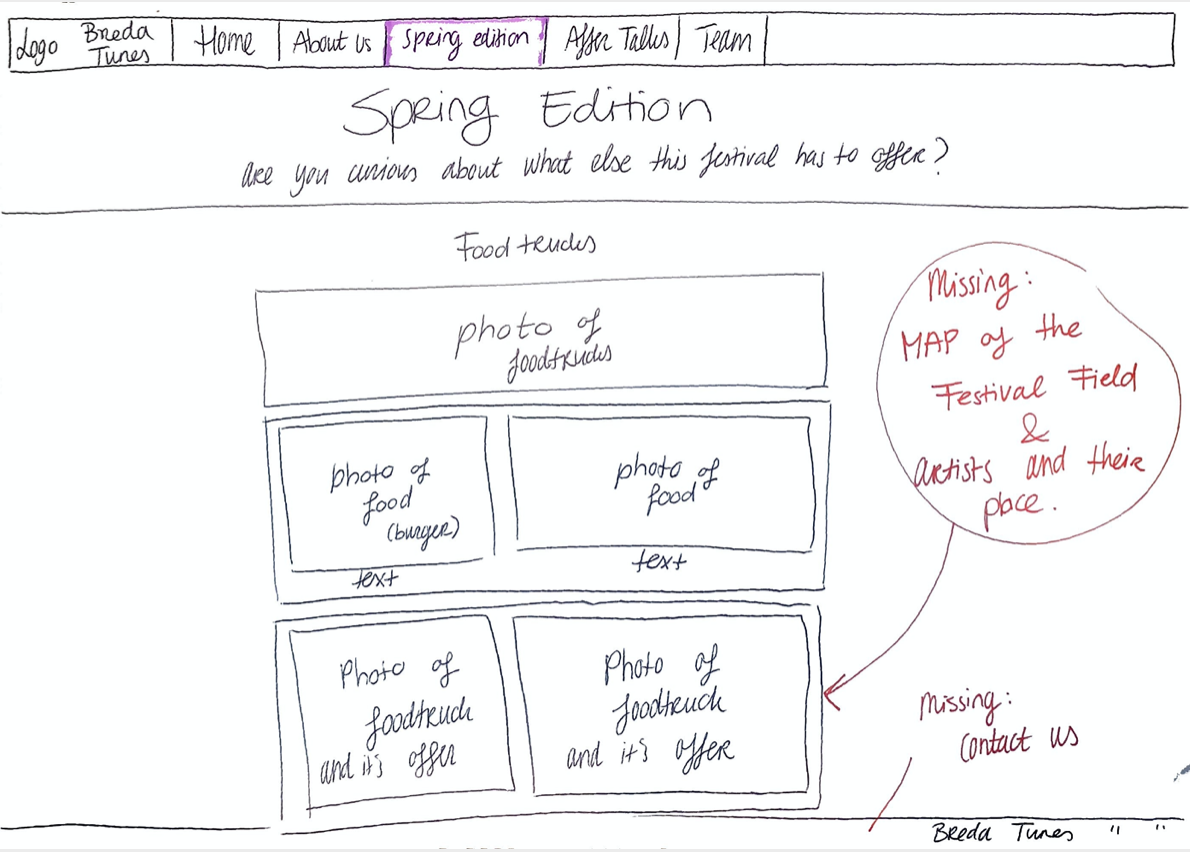 Logo Breda Tunes Home About Us Spring edition After Talks Team
Spring Edition
are you curious about what else this festival has to offer?
Foodtrucks
photo of
foodtrucks
photo of
food
(burger)
text
photo of
food
text
Photo of
foodtruck
and it's offer
Photo of
foodtruck
and it's offer
Missing:
MAP of the
Festival Field
&
artists and their
place.
Missing:
Contact us
Breda Tunes " "